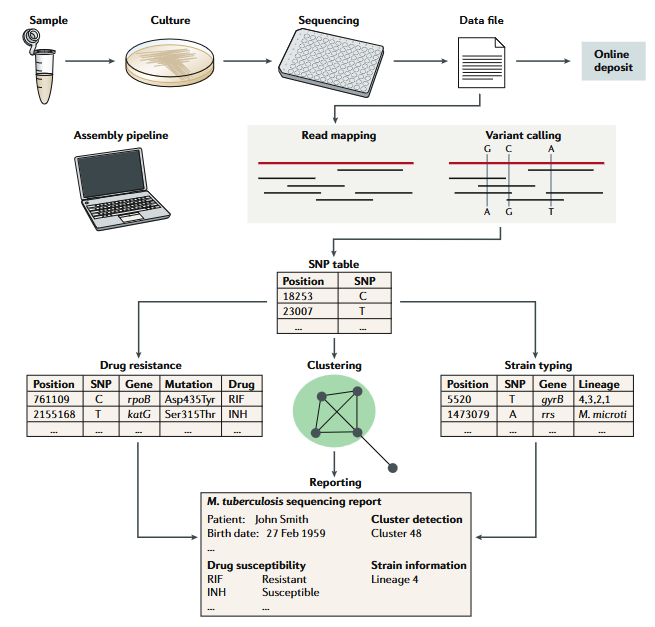 Sample
Culture
Sequencing
Data file
Online
deposit
Assembly pipeline
Read mapping
Variant calling
G C A
A G T
SNP table
Position SNP
18253 C
23007 T
... ...
Drug resistance
Position SNP Gene Mutation Drug
761109 C rpoB Asp435Tyr RIF
2155168 T katG Ser315Thr INH
... ... ... ... ...
Clustering
Strain typing
Position SNP Gene Lineage
5520 T gyrB 4,3,2,1
1473079 A rrs M. microti
... ... ... ...
Reporting
M. tuberculosis sequencing report
Patient: John Smith
Birth date: 27 Feb 1959
...
Cluster detection
Cluster 48
Drug susceptibility
RIF Resistant
INH Susceptible
... ...
Strain information
Lineage 4